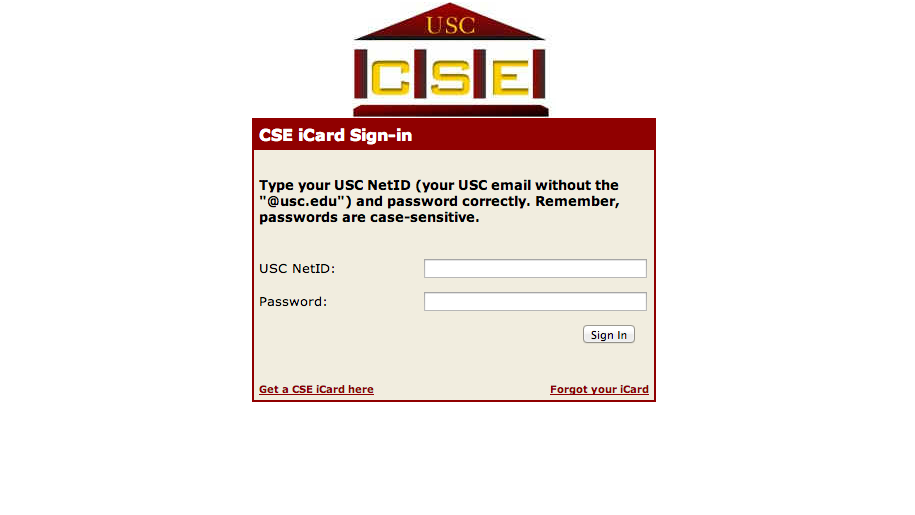 USC
CSE
CSE iCard Sign-in
Type your USC NetID (your USC email without the
"@usc.edu") and password correctly. Remember,
passwords are case-sensitive.
USC NetID:
Password:
Sign In
Get a CSE iCard here
Forgot your iCard